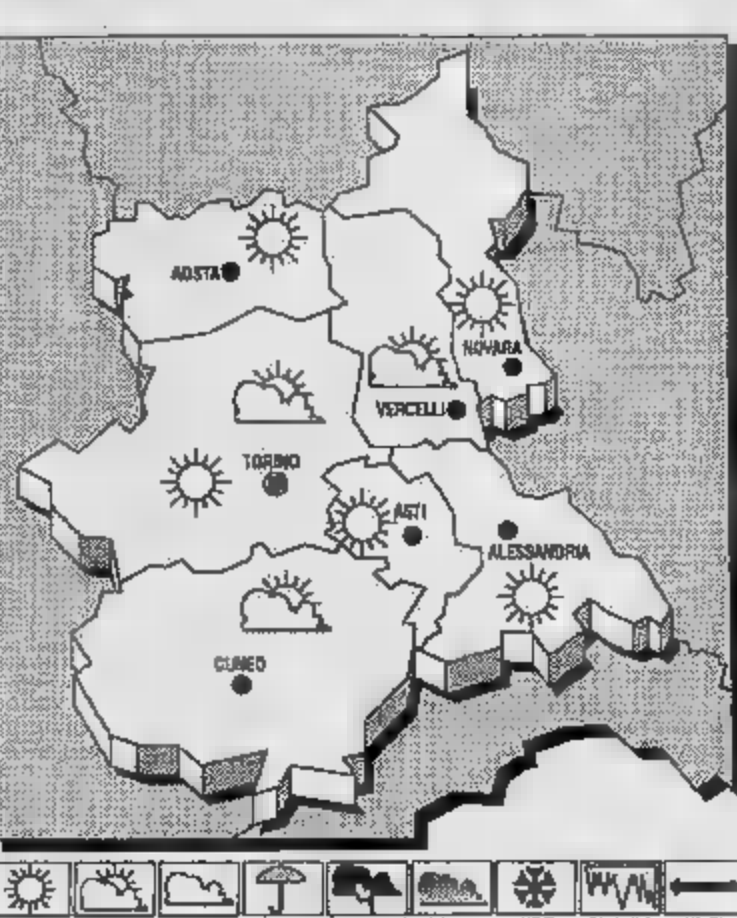 AOSTA
NOVARA
VERCELLI
TORINO
ASTI
ALESSANDRIA
CUNEO